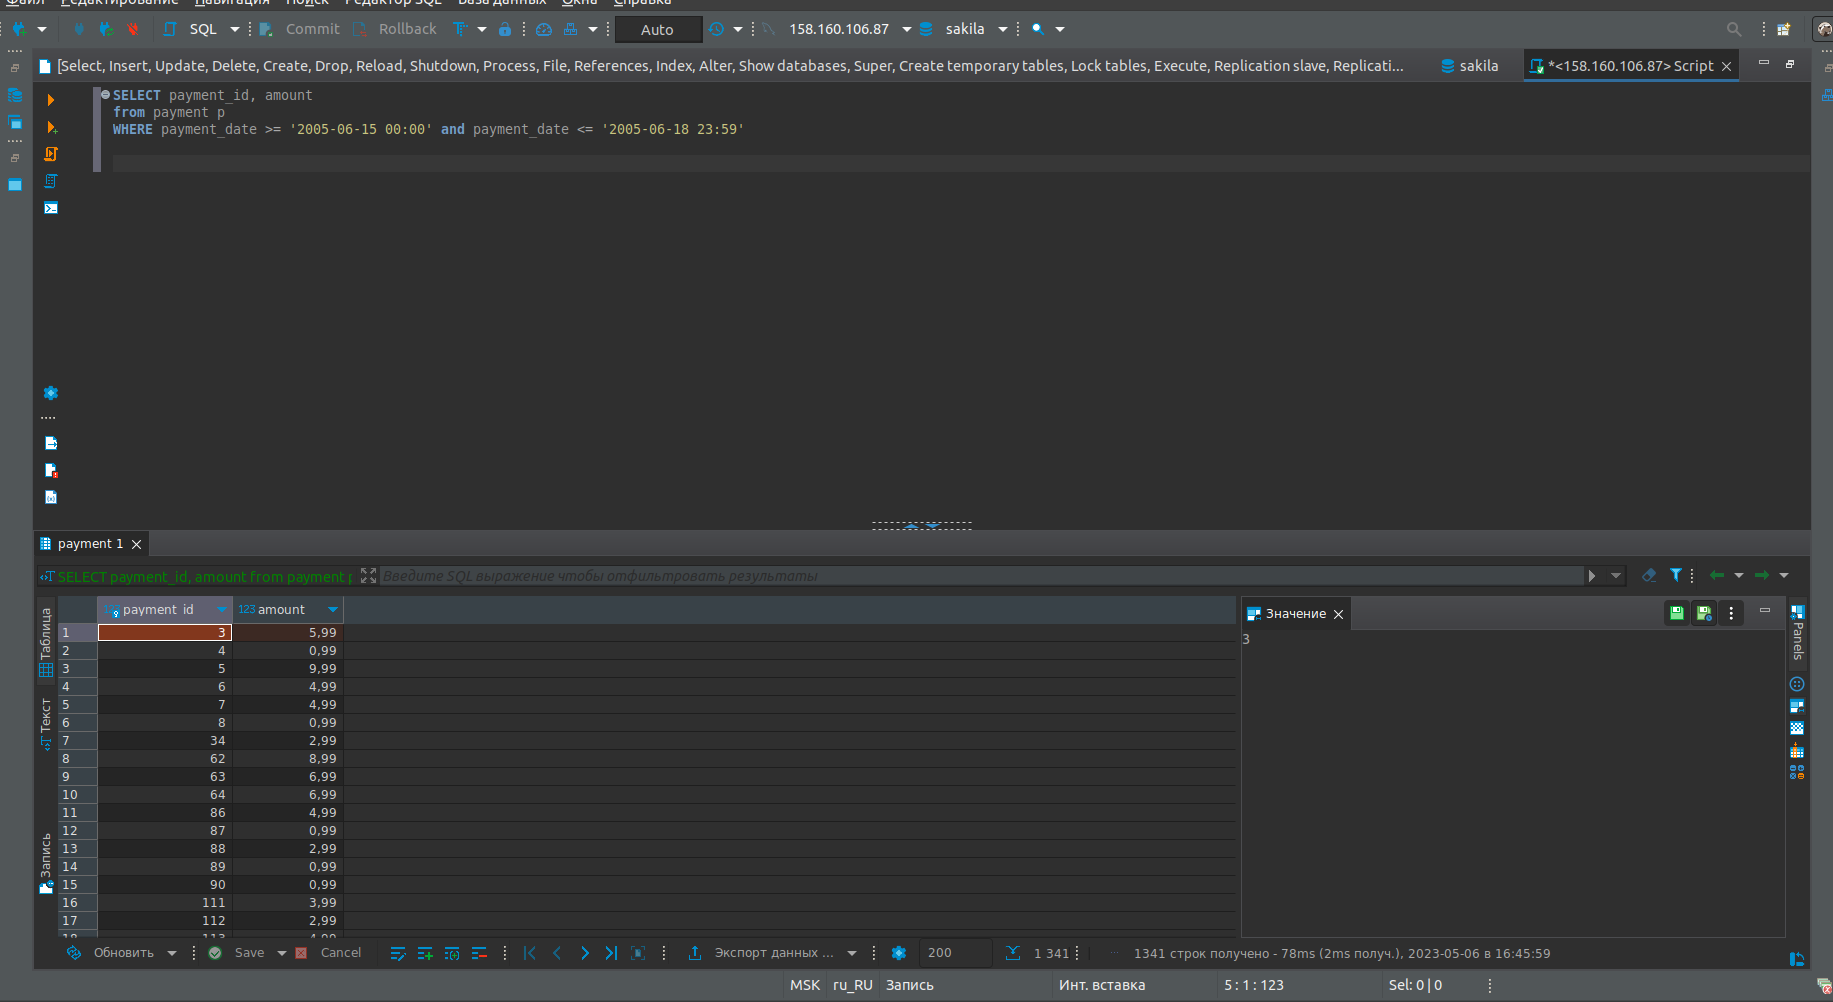 Файл Редактирование Навигация Поиск Редактор SQL База данных Окна Справка
SQL Commit Rollback Auto 158.160.106.87 sakila
[Select, Insert, Update, Delete, Create, Drop, Reload, Shutdown, Process, File, References, Index, Alter, Show databases, Super, Create temporary tables, Lock tables, Execute, Replication slave, Replicati... sakila *<158.160.106.87> Script
SELECT payment_id, amount
from payment p
WHERE payment_date >= '2005-06-15 00:00' and payment_date <= '2005-06-18 23:59'
payment 1
SELECT payment_id, amount from payment p Введите SQL выражение чтобы отфильтровать результаты
Таблица
Текст
Запись
123 payment_id 123 amount
1 3 5,99
2 4 0,99
3 5 9,99
4 6 4,99
5 7 4,99
6 8 0,99
7 34 2,99
8 62 8,99
9 63 6,99
10 64 6,99
11 86 4,99
12 87 0,99
13 88 2,99
14 89 0,99
15 90 0,99
16 111 3,99
17 112 2,99
18 113 4,99
Значение
3
Panels
Обновить Save Cancel Экспорт данных ... 200 1 341 1341 строк получено - 78ms (2ms получ.), 2023-05-06 в 16:45:59
MSK ru_RU Запись Инт. вставка 5 : 1 : 123 Sel: 0 | 0